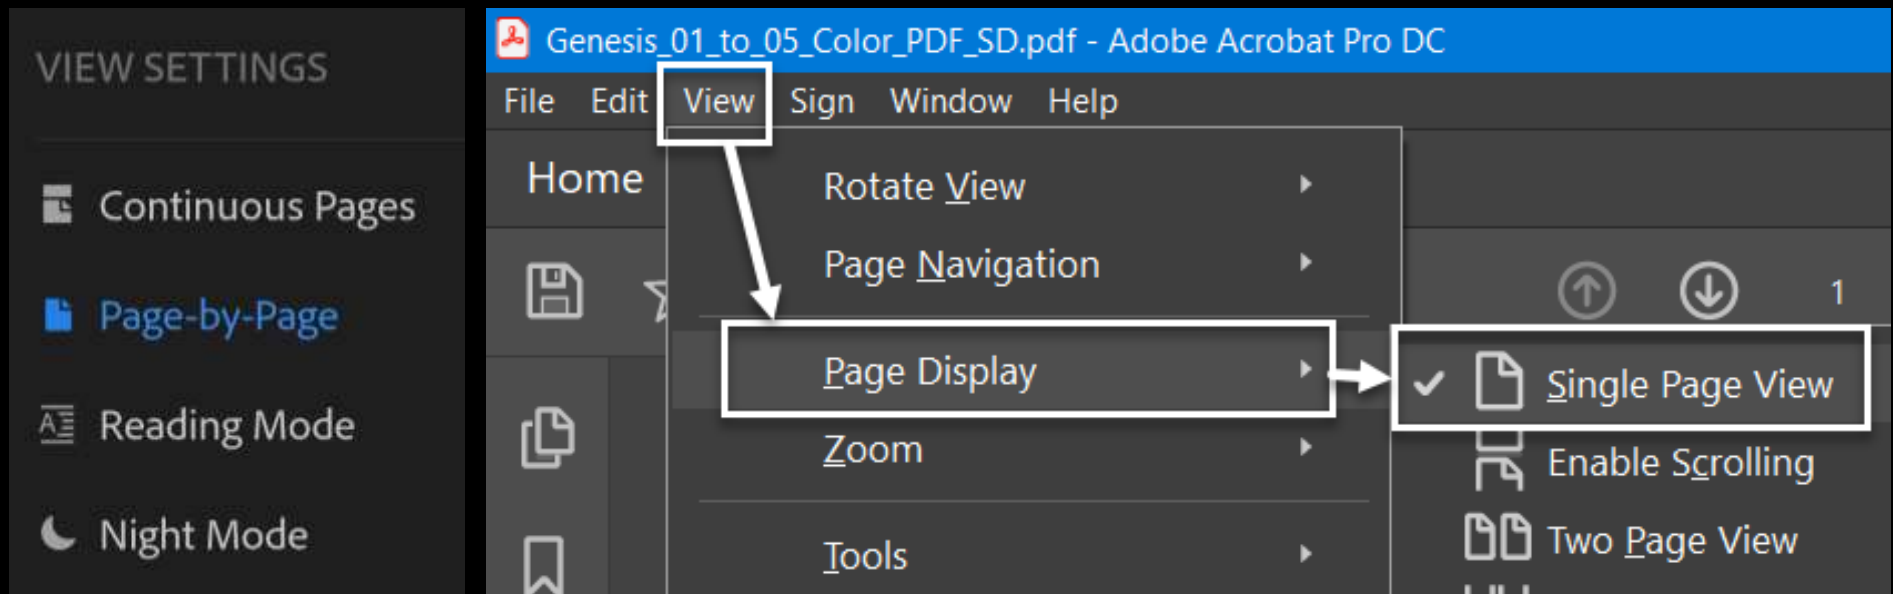 VIEW SETTINGS
Continuous Pages
Page-by-Page
Reading Mode
Night Mode
Genesis_01_to_05_Color_PDF_SD.pdf - Adobe Acrobat Pro DC
File Edit View Sign Window Help
Home
Rotate View
Page Navigation
1
Page Display
Single Page View
Zoom
Enable Scrolling
Two Page View
Tools